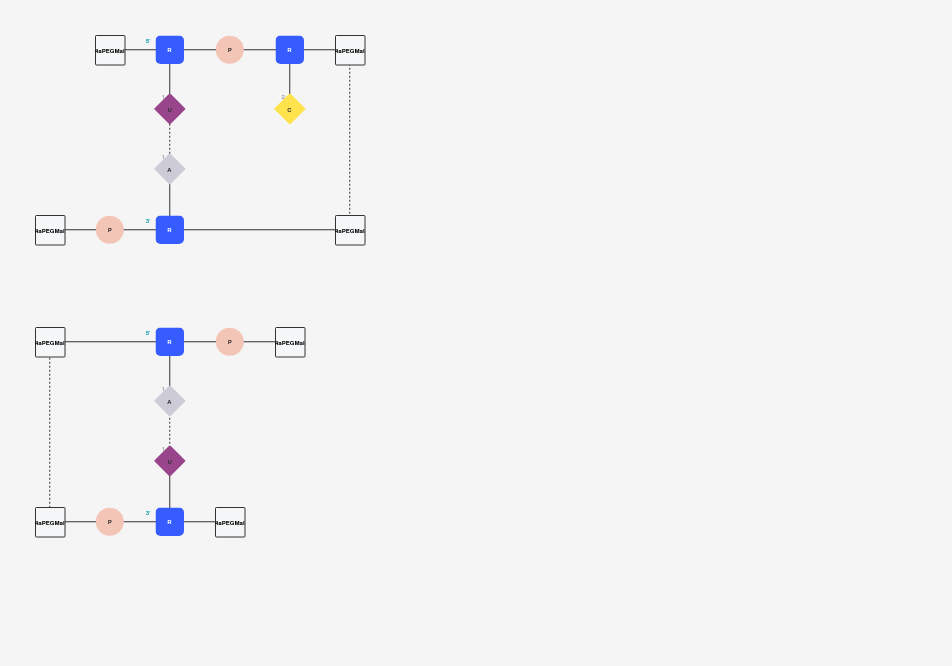 5'
4aPEGMal R P R 4aPEGMal
1 2
U C
1
A
3'
4aPEGMal P R 4aPEGMal
5'
4aPEGMal R P 4aPEGMal
1
A
1
U
3'
4aPEGMal P R 4aPEGMal